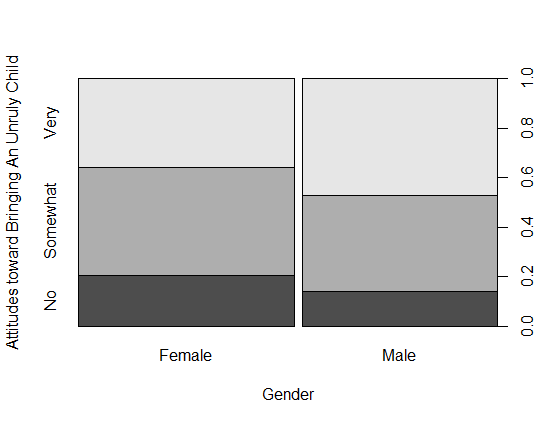 Attitudes toward Bringing An Unruly Child
Very
Somewhat
No
1.0
0.8
0.6
0.4
0.2
0.0
Female
Male
Gender